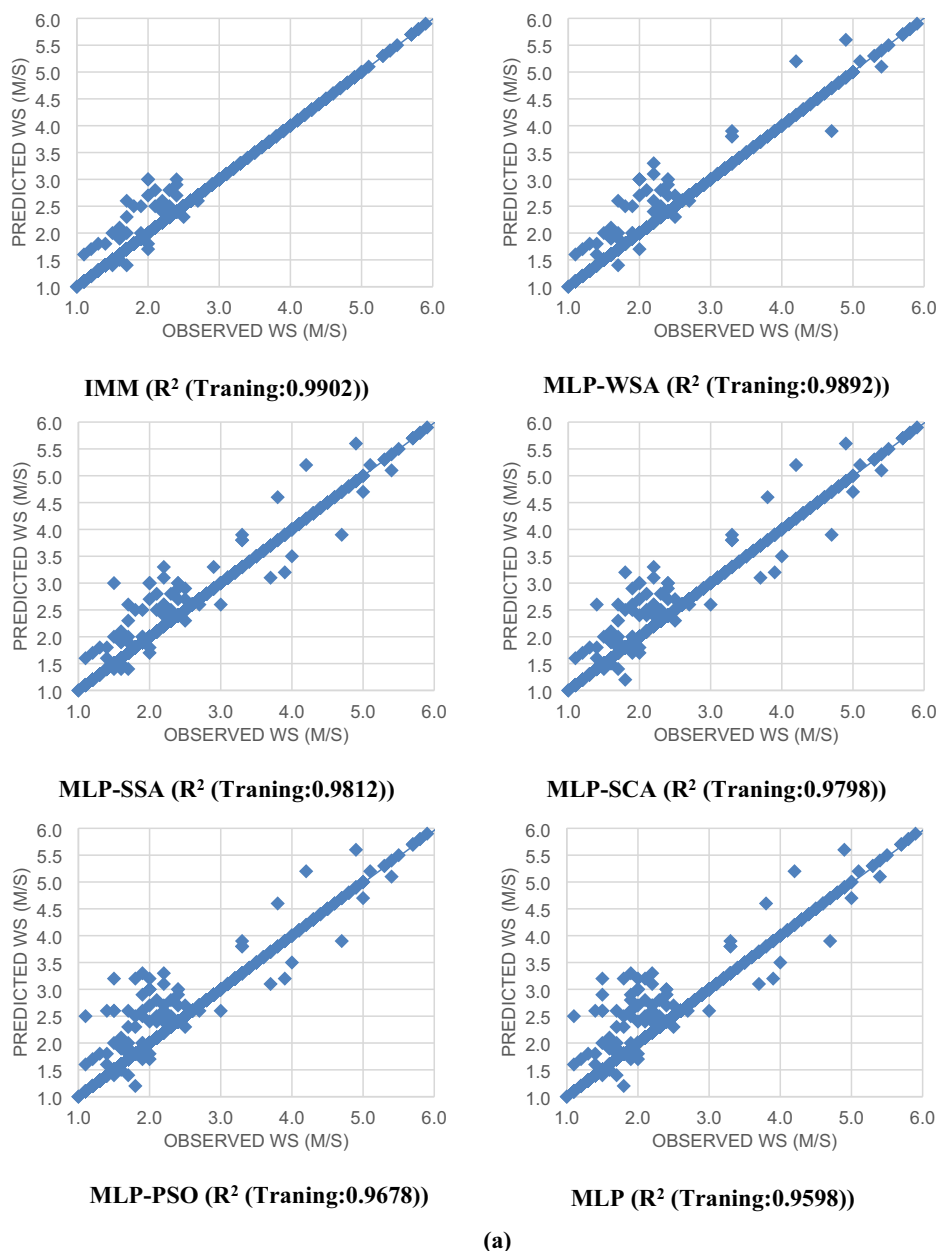 PREDICTED WS (M/S)
6.0
5.5
5.0
4.5
4.0
3.5
3.0
2.5
2.0
1.5
1.0
1.0 2.0 3.0 4.0 5.0 6.0
OBSERVED WS (M/S)
IMM (R² (Traning:0.9902))
PREDICTED WS (M/S)
6.0
5.5
5.0
4.5
4.0
3.5
3.0
2.5
2.0
1.5
1.0
1.0 2.0 3.0 4.0 5.0 6.0
OBSERVED WS (M/S)
MLP-WSA (R² (Traning:0.9892))
PREDICTED WS (M/S)
6.0
5.5
5.0
4.5
4.0
3.5
3.0
2.5
2.0
1.5
1.0
1.0 2.0 3.0 4.0 5.0 6.0
OBSERVED WS (M/S)
MLP-SSA (R² (Traning:0.9812))
PREDICTED WS (M/S)
6.0
5.5
5.0
4.5
4.0
3.5
3.0
2.5
2.0
1.5
1.0
1.0 2.0 3.0 4.0 5.0 6.0
OBSERVED WS (M/S)
MLP-SCA (R² (Traning:0.9798))
PREDICTED WS (M/S)
6.0
5.5
5.0
4.5
4.0
3.5
3.0
2.5
2.0
1.5
1.0
1.0 2.0 3.0 4.0 5.0 6.0
OBSERVED WS (M/S)
MLP-PSO (R² (Traning:0.9678))
PREDICTED WS (M/S)
6.0
5.5
5.0
4.5
4.0
3.5
3.0
2.5
2.0
1.5
1.0
1.0 2.0 3.0 4.0 5.0 6.0
OBSERVED WS (M/S)
MLP (R² (Traning:0.9598))
(a)